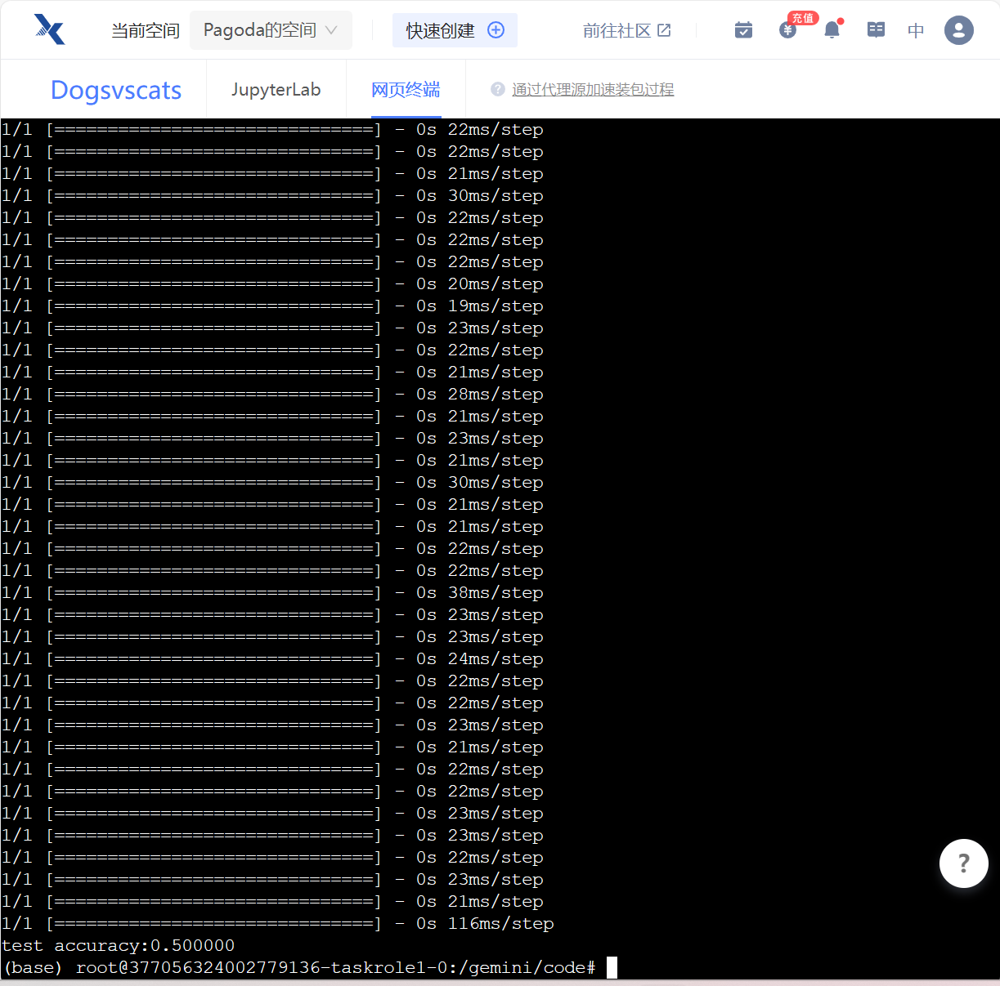 当前空间 Pagoda的空间 快速创建 前往社区 充值 中
Dogsvscats JupyterLab 网页终端 ? 通过代理源加速装包过程
1/1 [==============================] - 0s 22ms/step
1/1 [==============================] - 0s 22ms/step
1/1 [==============================] - 0s 21ms/step
1/1 [==============================] - 0s 30ms/step
1/1 [==============================] - 0s 22ms/step
1/1 [==============================] - 0s 22ms/step
1/1 [==============================] - 0s 22ms/step
1/1 [==============================] - 0s 20ms/step
1/1 [==============================] - 0s 19ms/step
1/1 [==============================] - 0s 23ms/step
1/1 [==============================] - 0s 22ms/step
1/1 [==============================] - 0s 21ms/step
1/1 [==============================] - 0s 28ms/step
1/1 [==============================] - 0s 21ms/step
1/1 [==============================] - 0s 23ms/step
1/1 [==============================] - 0s 21ms/step
1/1 [==============================] - 0s 30ms/step
1/1 [==============================] - 0s 21ms/step
1/1 [==============================] - 0s 21ms/step
1/1 [==============================] - 0s 22ms/step
1/1 [==============================] - 0s 22ms/step
1/1 [==============================] - 0s 38ms/step
1/1 [==============================] - 0s 23ms/step
1/1 [==============================] - 0s 23ms/step
1/1 [==============================] - 0s 24ms/step
1/1 [==============================] - 0s 22ms/step
1/1 [==============================] - 0s 22ms/step
1/1 [==============================] - 0s 23ms/step
1/1 [==============================] - 0s 21ms/step
1/1 [==============================] - 0s 22ms/step
1/1 [==============================] - 0s 22ms/step
1/1 [==============================] - 0s 23ms/step
1/1 [==============================] - 0s 23ms/step
1/1 [==============================] - 0s 22ms/step
1/1 [==============================] - 0s 23ms/step
1/1 [==============================] - 0s 21ms/step
1/1 [==============================] - 0s 116ms/step
test accuracy:0.500000
(base) root@377056324002779136-taskrole1-0:/gemini/code#
?